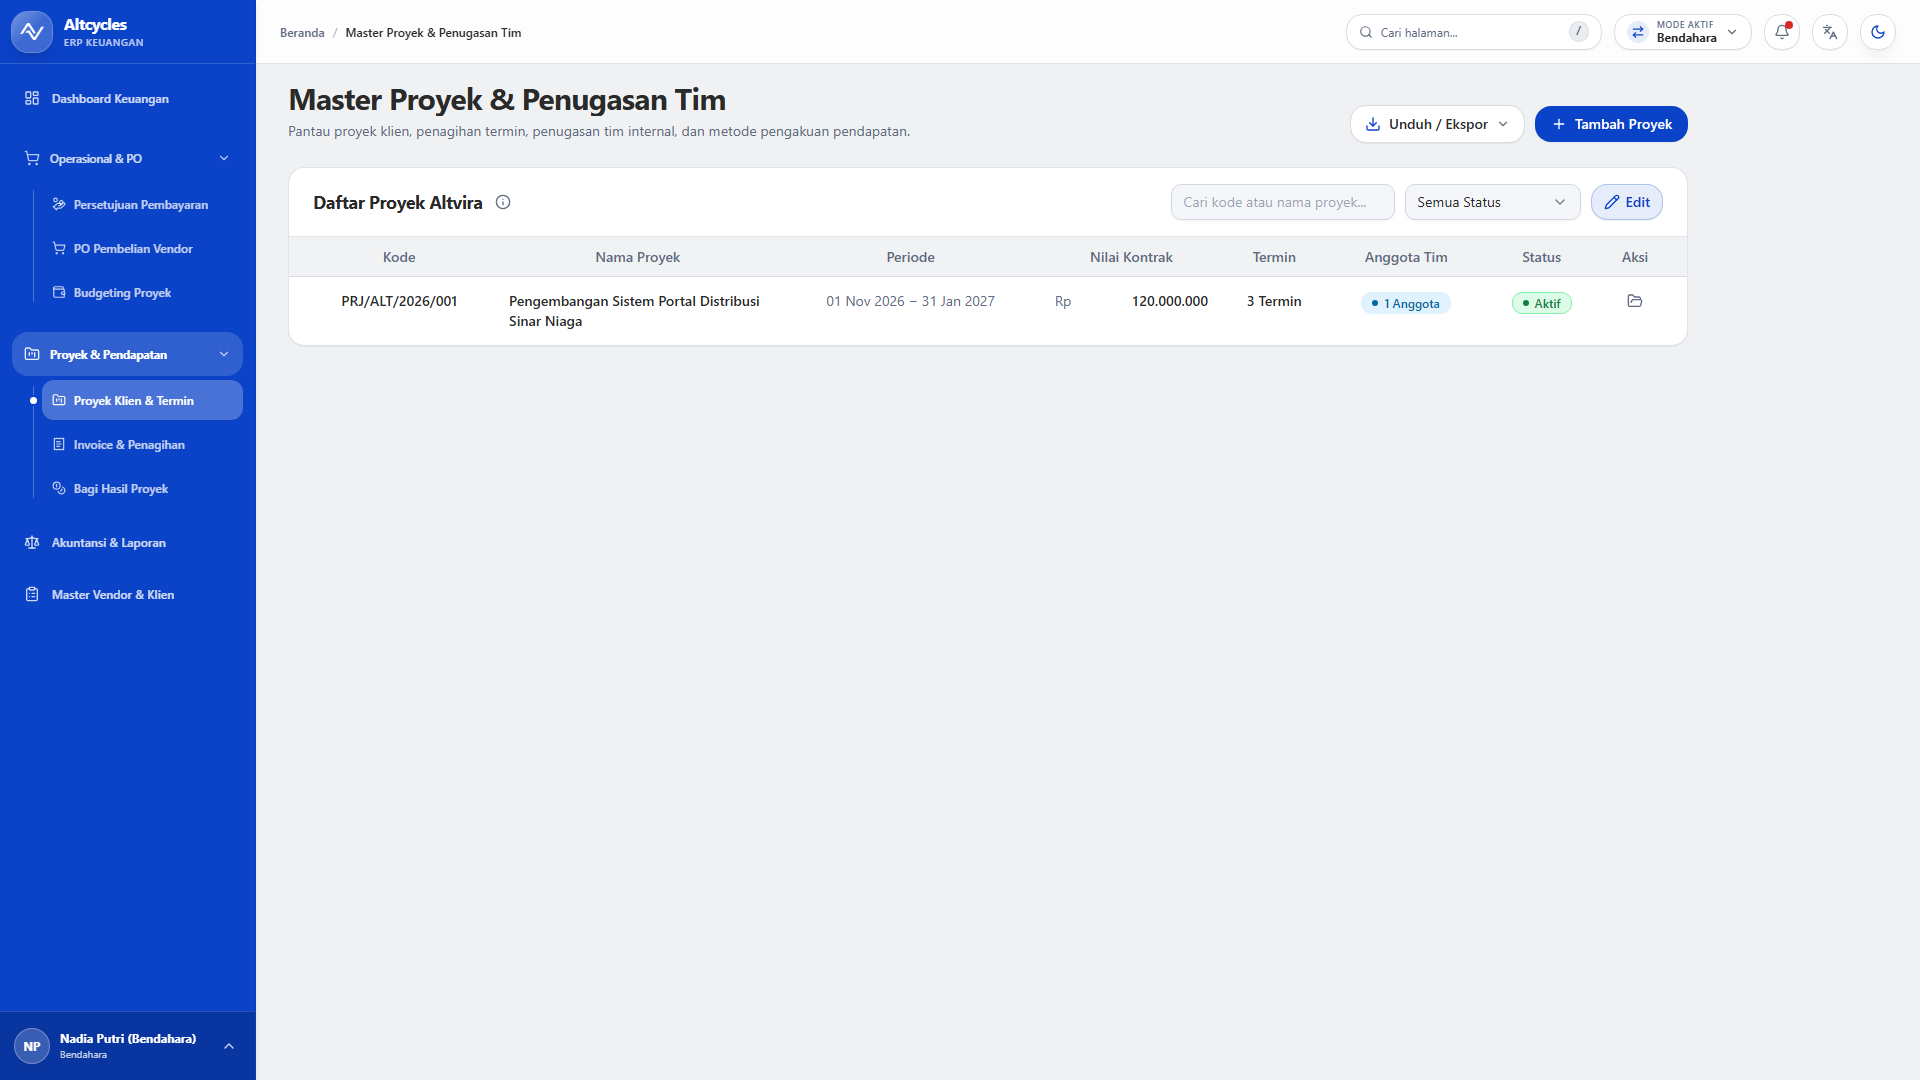 Altcycles
ERP KEUANGAN
Dashboard Keuangan
Operasional & PO
Persetujuan Pembayaran
PO Pembelian Vendor
Budgeting Proyek
Proyek & Pendapatan
Proyek Klien & Termin
Invoice & Penagihan
Bagi Hasil Proyek
Akuntansi & Laporan
Master Vendor & Klien
NP
Nadia Putri (Bendahara)
Bendahara
Beranda / Master Proyek & Penugasan Tim
Cari halaman... /
MODE AKTIF
Bendahara
Master Proyek & Penugasan Tim
Pantau proyek klien, penagihan termin, penugasan tim internal, dan metode pengakuan pendapatan.
Unduh / Ekspor
+ Tambah Proyek
Daftar Proyek Altvira
Cari kode atau nama proyek...
Semua Status
Edit
Kode Nama Proyek Periode Nilai Kontrak Termin Anggota Tim Status Aksi
PRJ/ALT/2026/001 Pengembangan Sistem Portal Distribusi 01 Nov 2026 – 31 Jan 2027 Rp 120.000.000 3 Termin 1 Anggota Aktif
Sinar Niaga